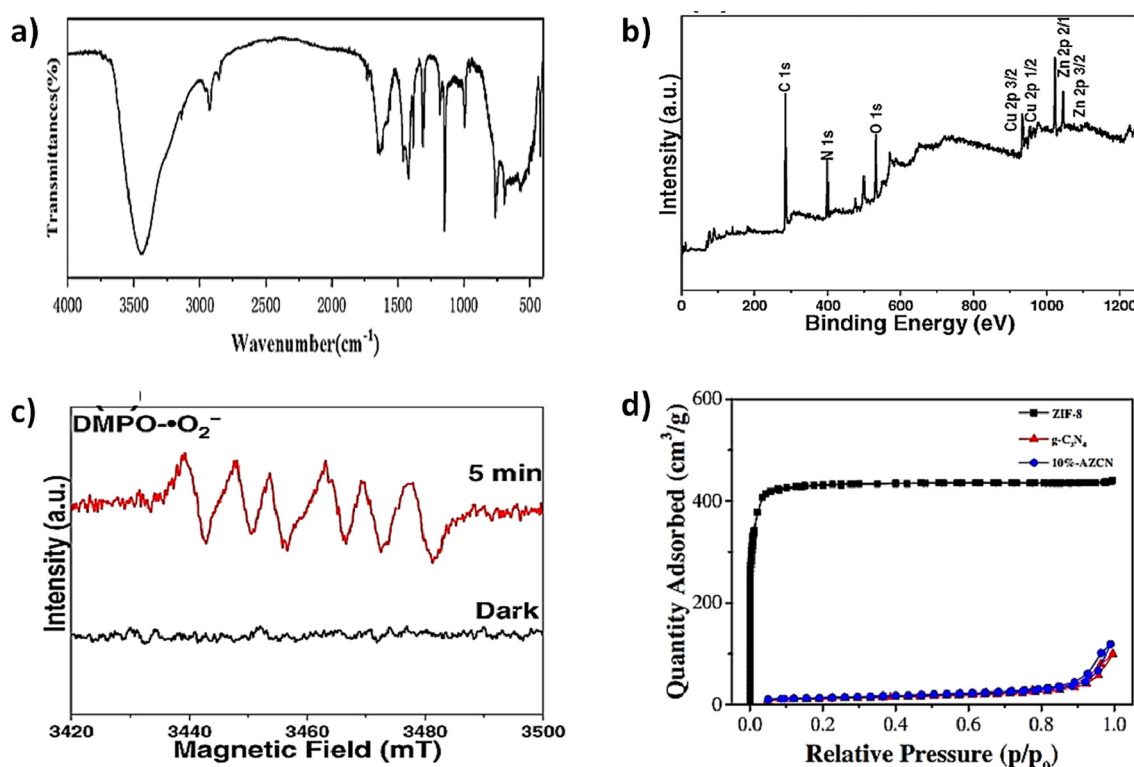 a)
Transmittances(%)
4000 3500 3000 2500 2000 1500 1000 500
Wavenumber(cm⁻¹)
b)
Intensity (a.u.)
C 1s
N 1s
O 1s
Cu 2p 3/2
Cu 2p 1/2
Zn 2p 2/1
Zn 2p 3/2
0 200 400 600 800 1000 1200
Binding Energy (eV)
c)
DMPO-•O₂⁻
5 min
Dark
Intensity (a.u.)
3420 3440 3460 3480 3500
Magnetic Field (mT)
d)
Quantity Adsorbed (cm³/g)
600
400
200
0
ZIF-8
g-C₃N₄
10%-AZCN
0.0 0.2 0.4 0.6 0.8 1.0
Relative Pressure (p/p₀)